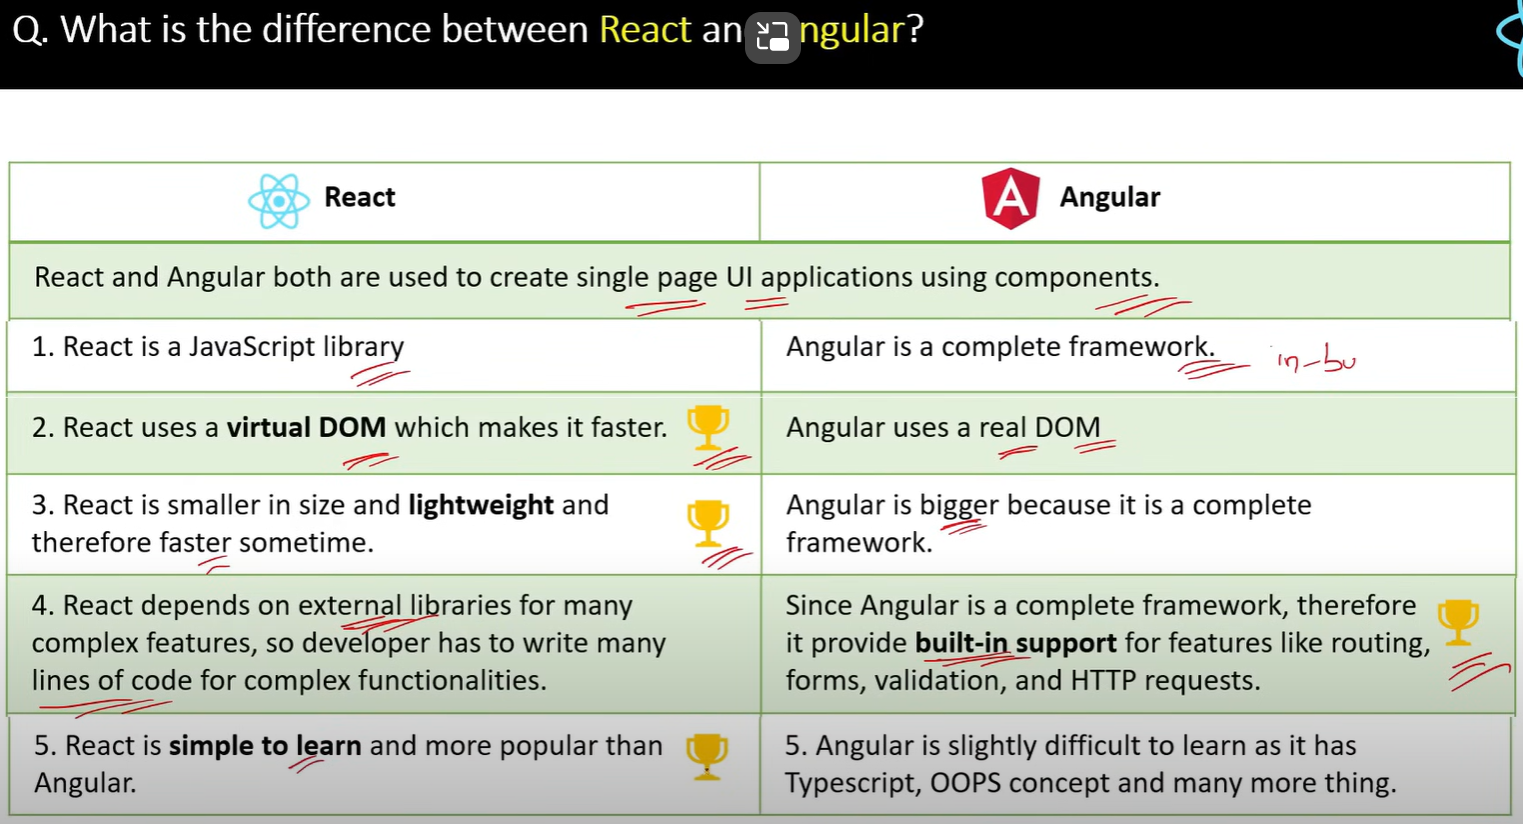 Q. What is the difference between React an ngular?
React
Angular
React and Angular both are used to create single page UI applications using components.
1. React is a JavaScript library
Angular is a complete framework. in-bu
2. React uses a virtual DOM which makes it faster.
Angular uses a real DOM
3. React is smaller in size and lightweight and
therefore faster sometime.
Angular is bigger because it is a complete
framework.
4. React depends on external libraries for many
complex features, so developer has to write many
lines of code for complex functionalities.
Since Angular is a complete framework, therefore
it provide built-in support for features like routing,
forms, validation, and HTTP requests.
5. React is simple to learn and more popular than
Angular.
5. Angular is slightly difficult to learn as it has
Typescript, OOPS concept and many more thing.